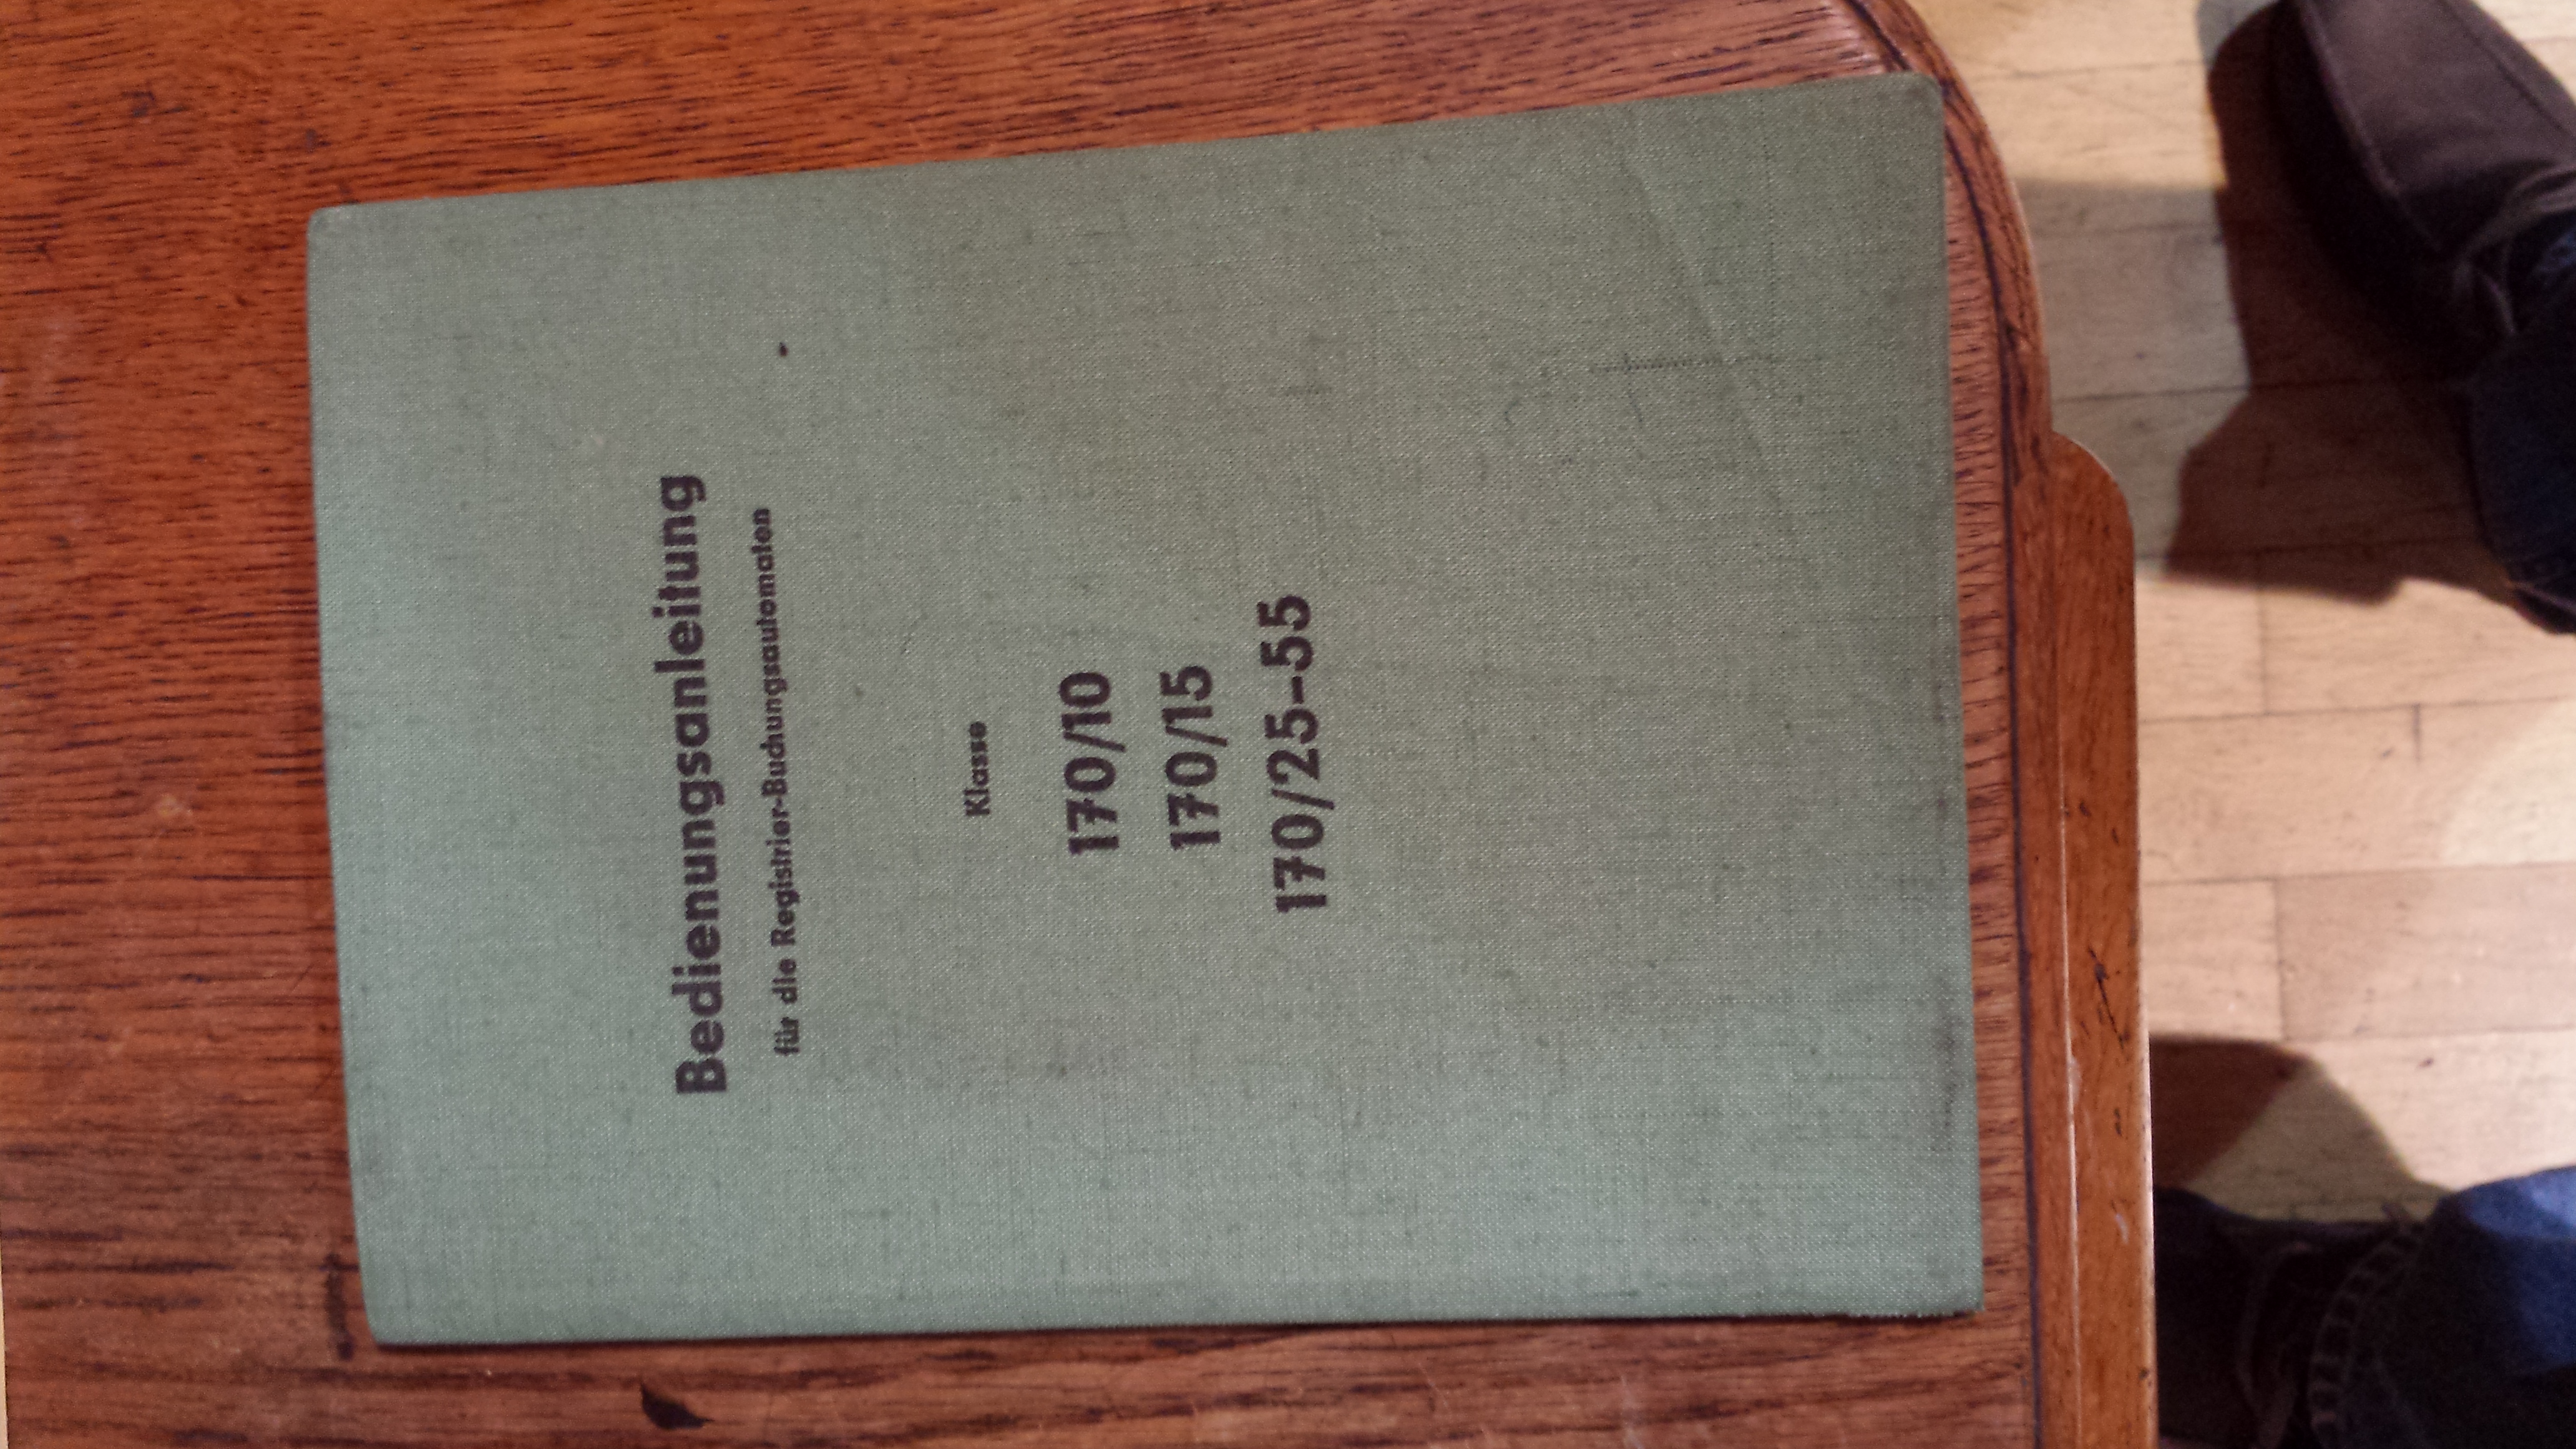 Bedienungsanleitung
für die Registrier-Buchungsautomaten
Klasse
170/10
170/15
170/25-55